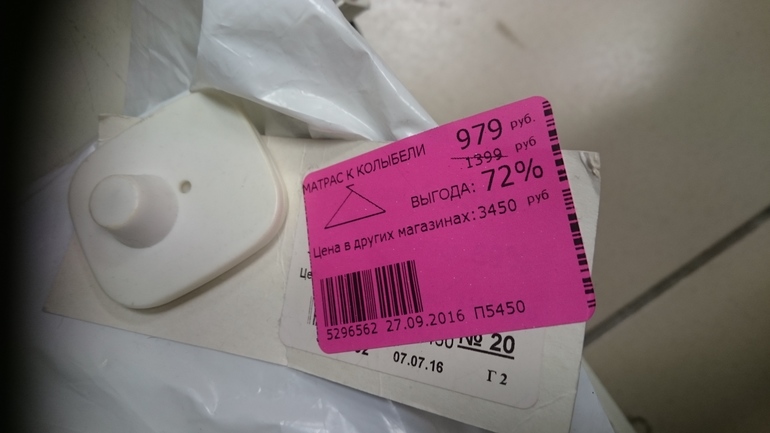 МАТРАС К КОЛЫБЕЛИ
979 руб.
1399 руб
ВЫГОДА: 72%
Цена в других магазинах: 3450 руб
5296562 27.09.2016 П5450
№ 20
07.07.16
Г 2